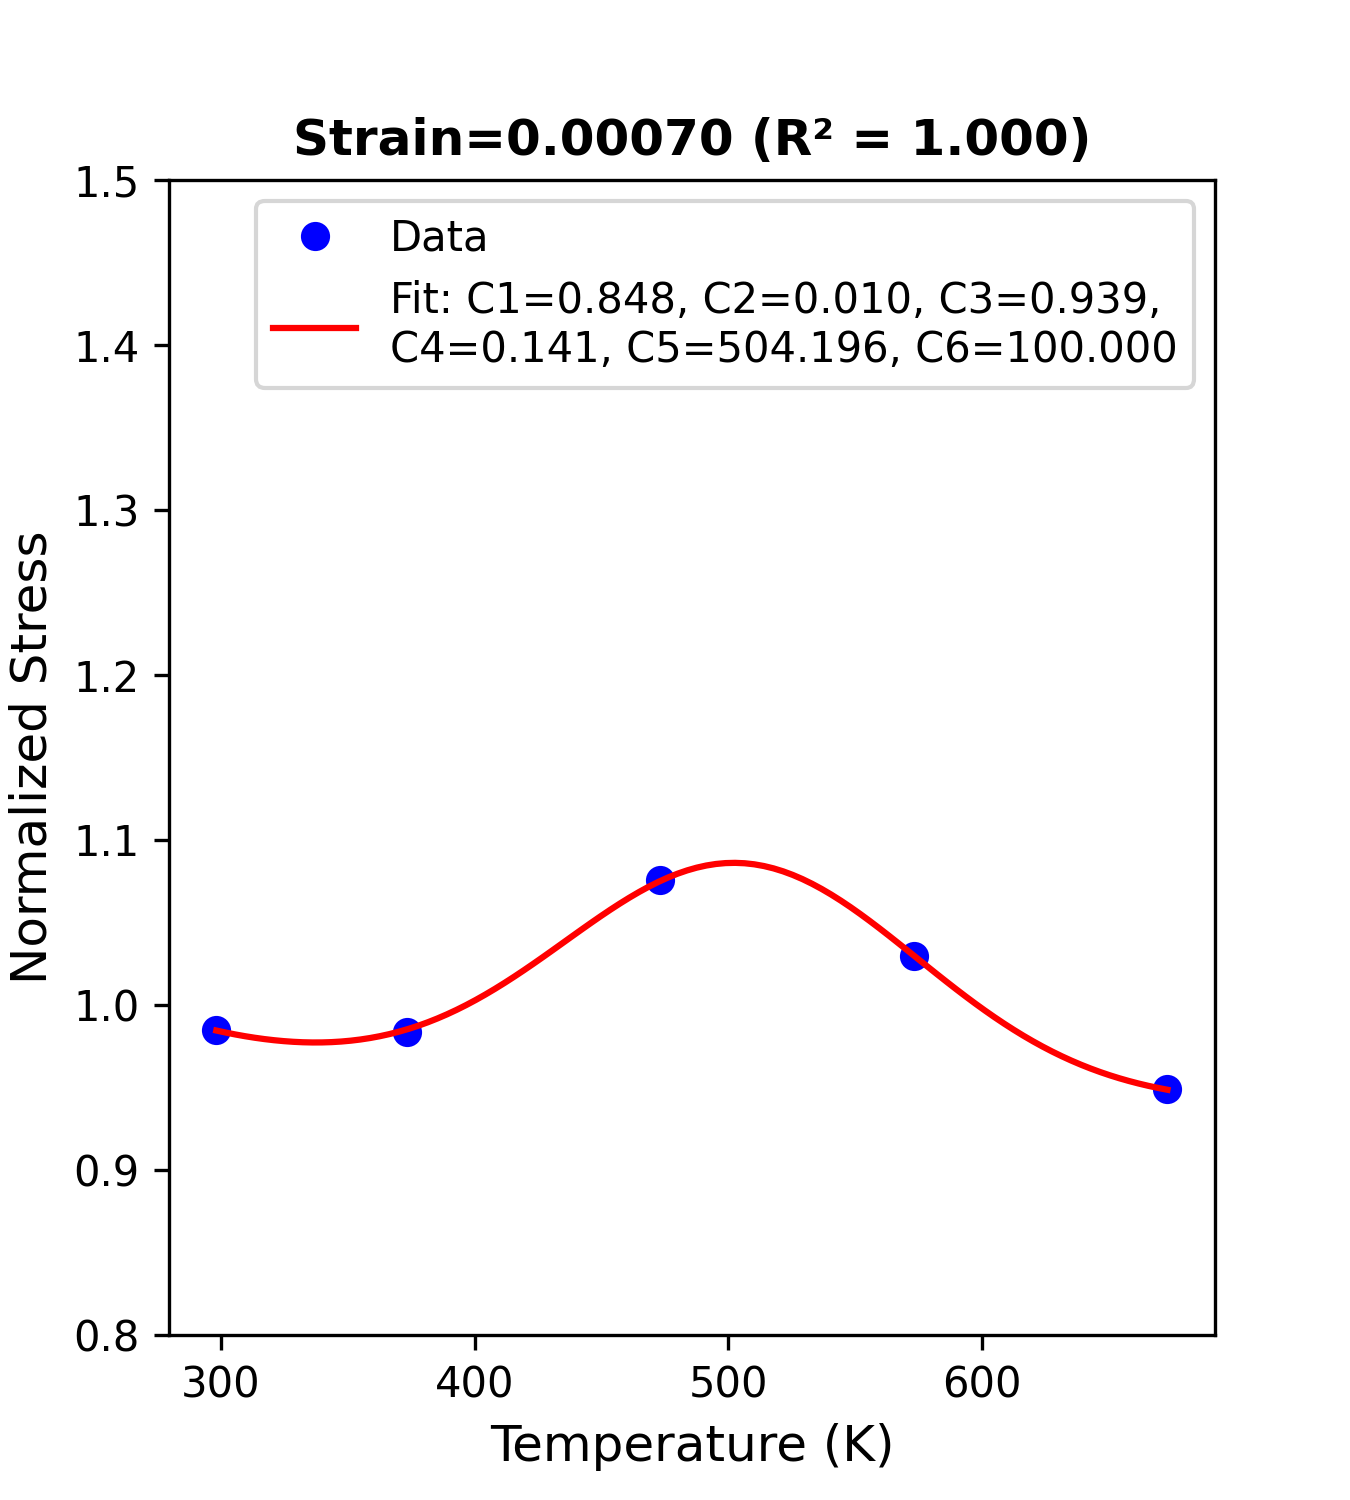 Strain=0.00070 (R² = 1.000)
Data
Fit: C1=0.848, C2=0.010, C3=0.939,
C4=0.141, C5=504.196, C6=100.000
Normalized Stress
1.5
1.4
1.3
1.2
1.1
1.0
0.9
0.8
300 400 500 600
Temperature (K)